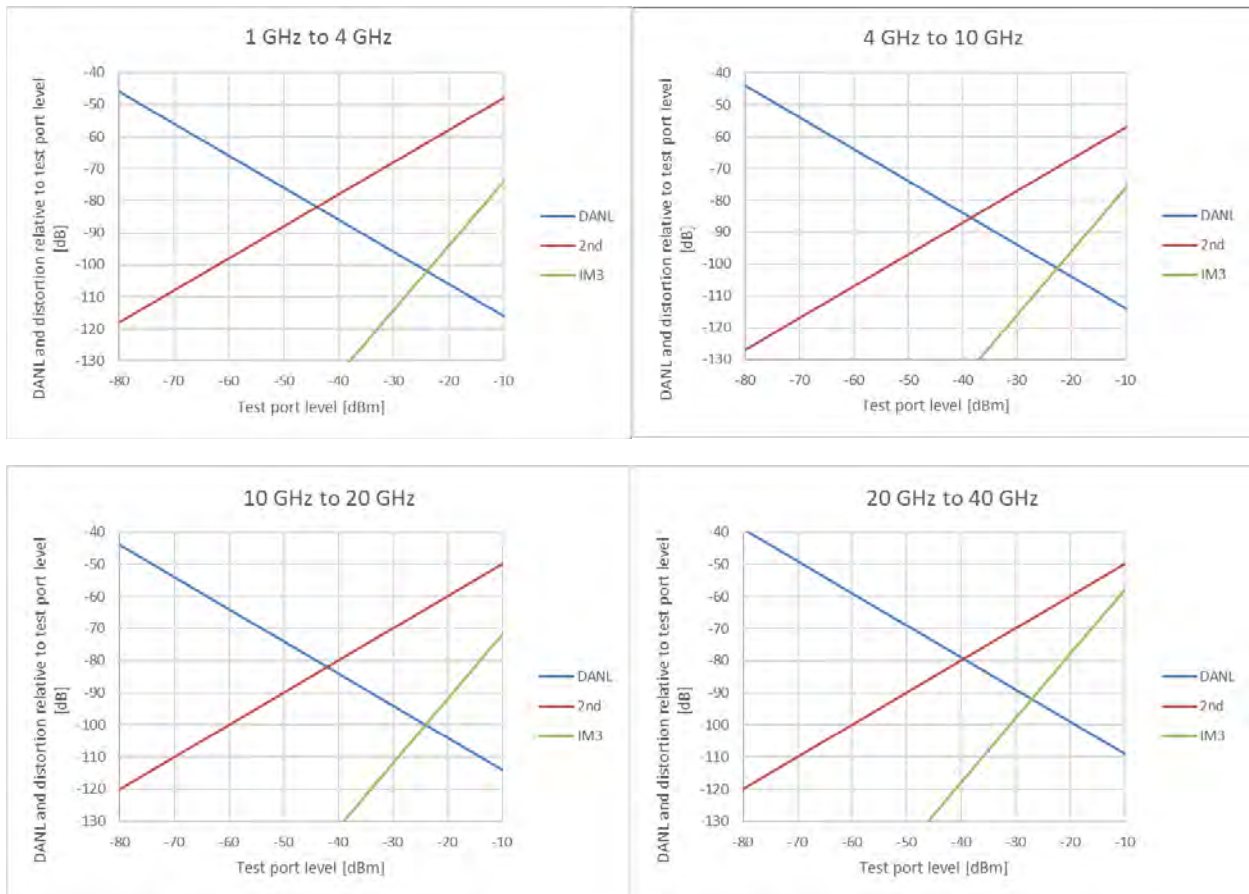 1 GHz to 4 GHz
DANL and distortion relative to test port level
[dB]
-40
-50
-60
-70
-80
-90
-100
-110
-120
-130
-80 -70 -60 -50 -40 -30 -20 -10
Test port level [dBm]
DANL
2nd
IM3
4 GHz to 10 GHz
DANL and distortion relative to test port level
[dB]
-40
-50
-60
-70
-80
-90
-100
-110
-120
-130
-80 -70 -60 -50 -40 -30 -20 -10
Test port level [dBm]
DANL
2nd
IM3
10 GHz to 20 GHz
DANL and distortion relative to test port level
[dB]
-40
-50
-60
-70
-80
-90
-100
-110
-120
-130
-80 -70 -60 -50 -40 -30 -20 -10
Test port level [dBm]
DANL
2nd
IM3
20 GHz to 40 GHz
DANL and distortion relative to test port level
[dB]
-40
-50
-60
-70
-80
-90
-100
-110
-120
-130
-80 -70 -60 -50 -40 -30 -20 -10
Test port level [dBm]
DANL
2nd
IM3